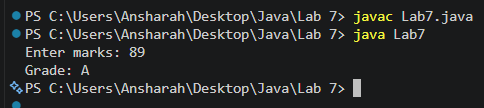 PS C:\Users\Ansharah\Desktop\Java\Lab 7> javac Lab7.java
PS C:\Users\Ansharah\Desktop\Java\Lab 7> java Lab7
Enter marks: 89
Grade: A
PS C:\Users\Ansharah\Desktop\Java\Lab 7>